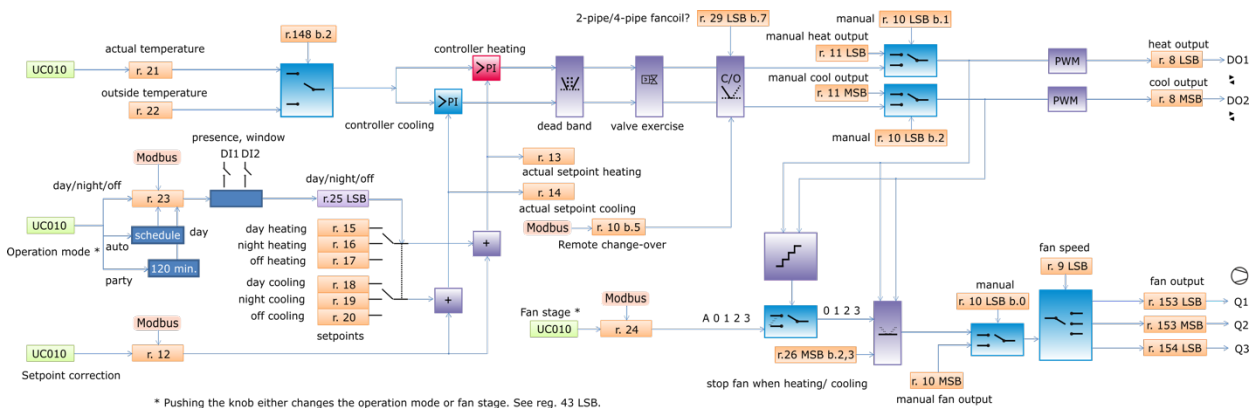 2-pipe/4-pipe fancoil?
r. 29 LSB b.7
manual
r. 10 LSB b.1
r.148 b.2
manual heat output
r. 11 LSB
heat output
r. 8 LSB
DO1
actual temperature
UC010
r. 21
controller heating
>PI
C/O
PWM
outside temperature
r. 22
manual cool output
r. 11 MSB
cool output
r. 8 MSB
DO2
>PI
PWM
controller cooling
dead band
valve exercise
manual
r. 10 LSB b.2
presence, window
DI1 DI2
Modbus
r. 13
actual setpoint heating
day/night/off
r. 23
day/night/off
r.25 LSB
r. 14
actual setpoint cooling
UC010
Operation mode *
auto
schedule
day
party
120 min.
day heating
r. 15
night heating
r. 16
off heating
r. 17
+
Modbus
r. 10 b.5
Remote change-over
day cooling
r. 18
night cooling
r. 19
off cooling
r. 20
setpoints
+
fan speed
r. 9 LSB
Modbus
Fan stage *
UC010
r. 24
A 0 1 2 3
0 1 2 3
manual
r. 10 LSB b.0
fan output
r. 153 LSB
Q1
r. 153 MSB
Q2
r. 154 LSB
Q3
Modbus
UC010
r. 12
Setpoint correction
r.26 MSB b.2,3
stop fan when heating/ cooling
r. 10 MSB
manual fan output
* Pushing the knob either changes the operation mode or fan stage. See reg. 43 LSB.